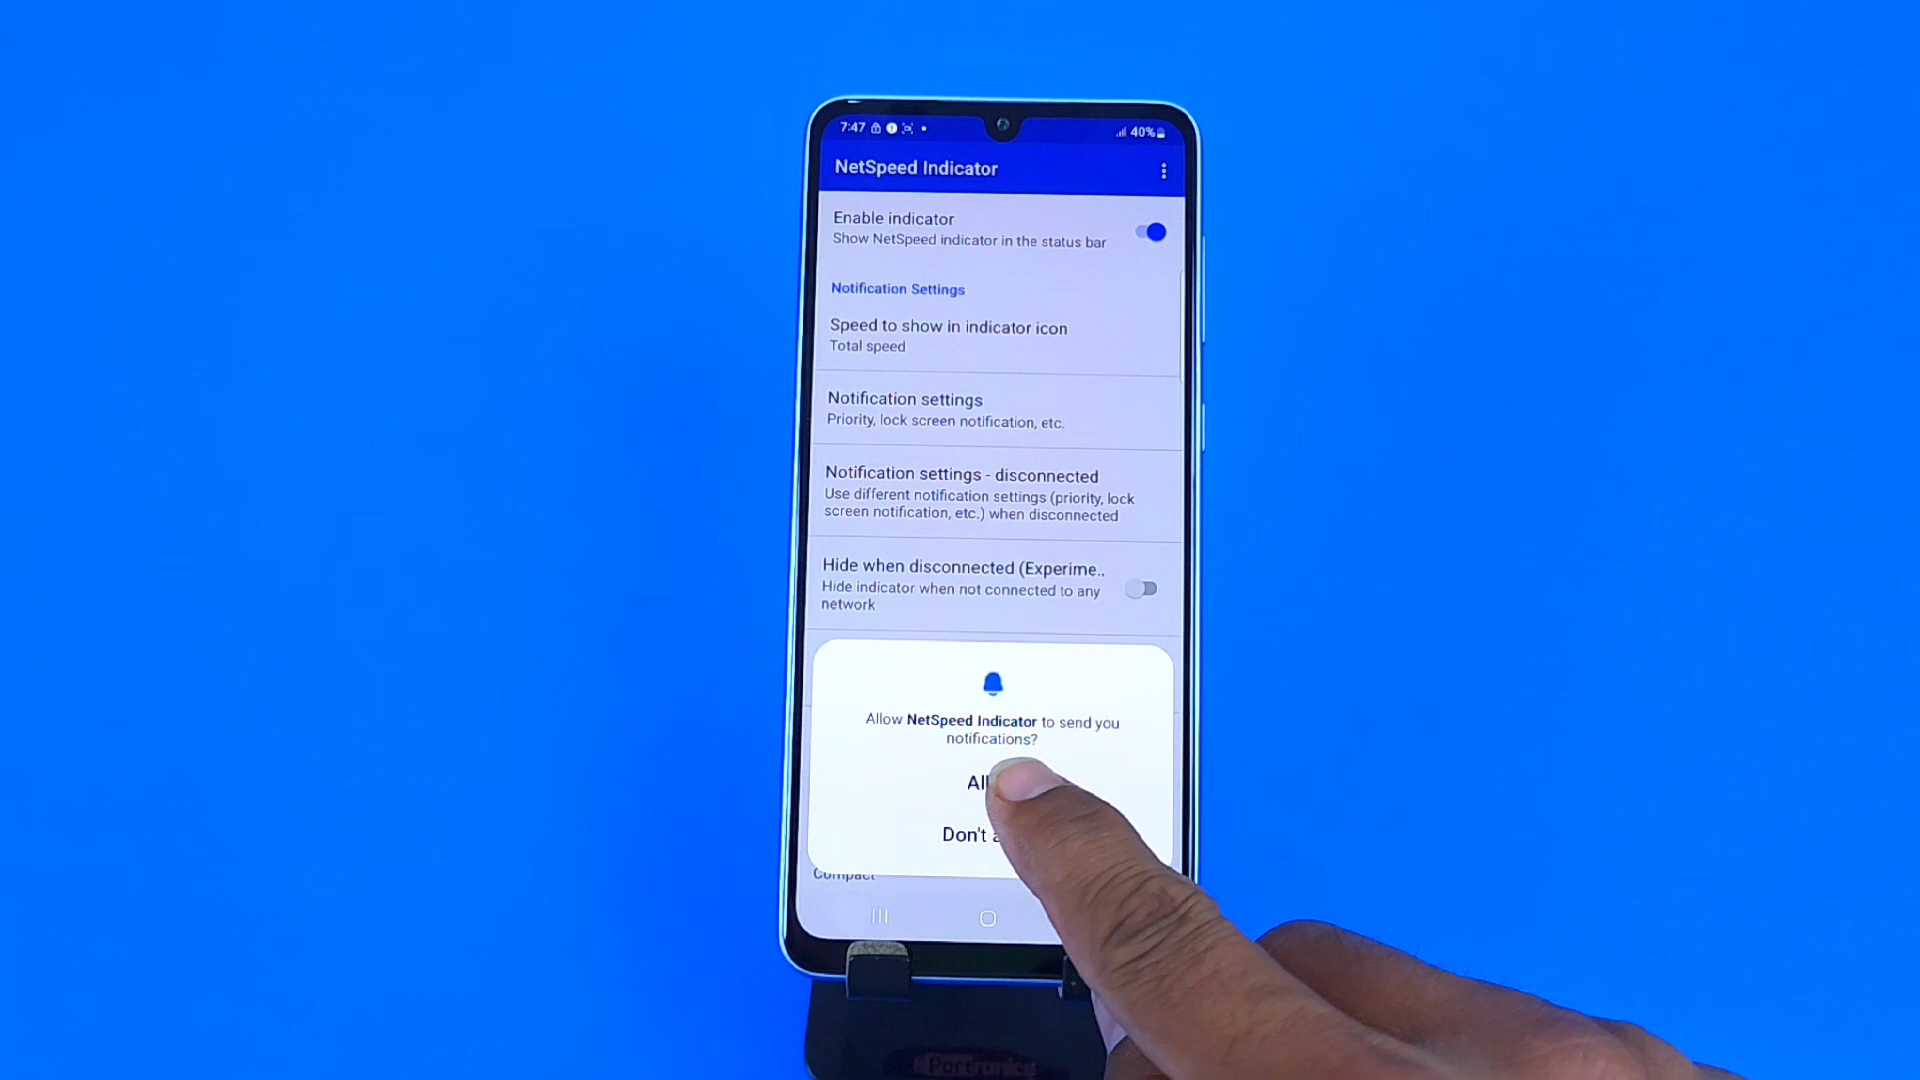 7:47
40%
NetSpeed Indicator
Enable indicator
Show NetSpeed indicator in the status bar
Notification Settings
Speed to show in indicator icon
Total speed
Notification settings
Priority, lock screen notification, etc.
Notification settings - disconnected
Use different notification settings (priority, lock
screen notification, etc.) when disconnected
Hide when disconnected (Experime..
Hide indicator when not connected to any
network
Allow NetSpeed Indicator to send you
notifications?
All
Don't
Compact
Portronics